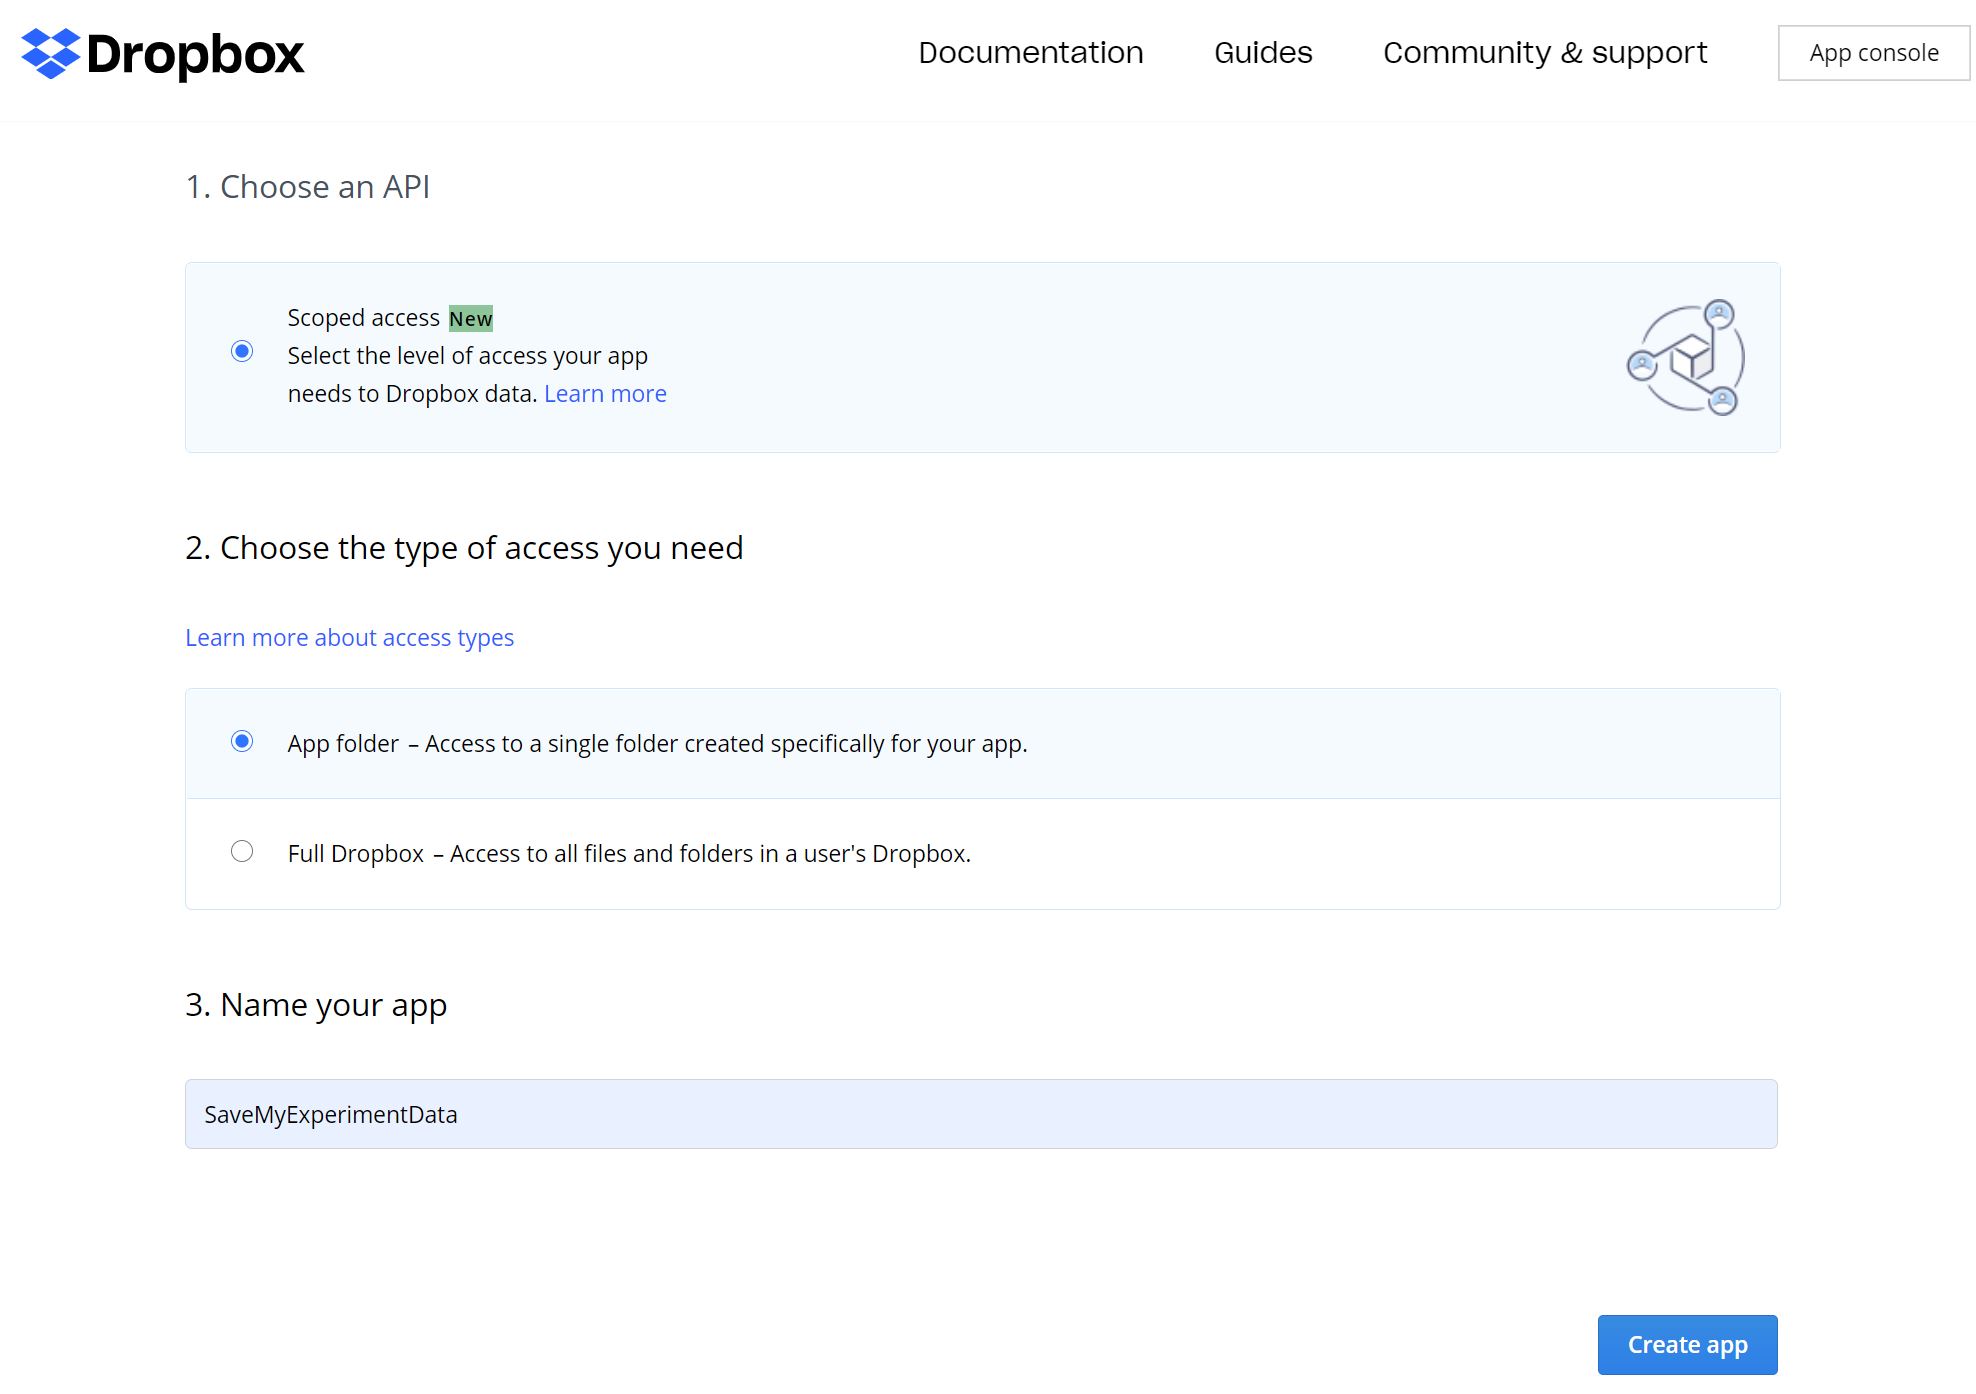 Dropbox
Documentation
Guides
Community & support
App console
1. Choose an API
Scoped access New
Select the level of access your app
needs to Dropbox data. Learn more
2. Choose the type of access you need
Learn more about access types
App folder – Access to a single folder created specifically for your app.
Full Dropbox – Access to all files and folders in a user's Dropbox.
3. Name your app
SaveMyExperimentData
Create app